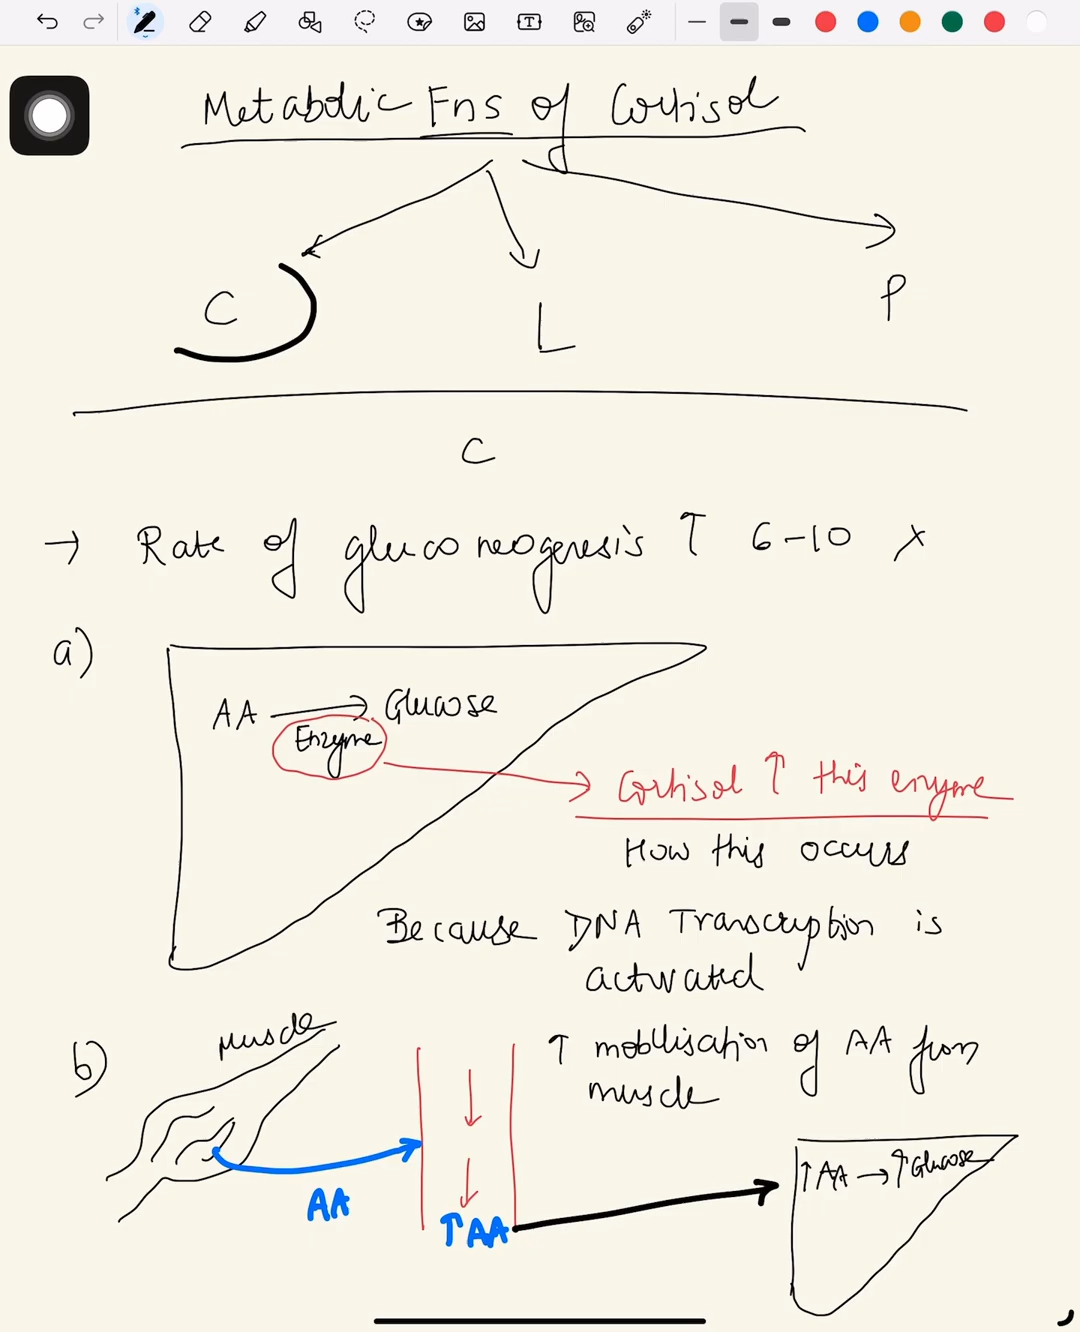 Metabolic Fns of Cortisol
C
L
P
C
→ Rate of gluconeogenesis ↑ 6-10 x
a)
AA → Glucose
Enzyme
→ Cortisol ↑ this enzyme
How this occurs
Because DNA Transcription is
activated
b)
Muscle
↑ mobilisation of AA from
muscle
AA
↑AA
↑AA → ↑Glucose